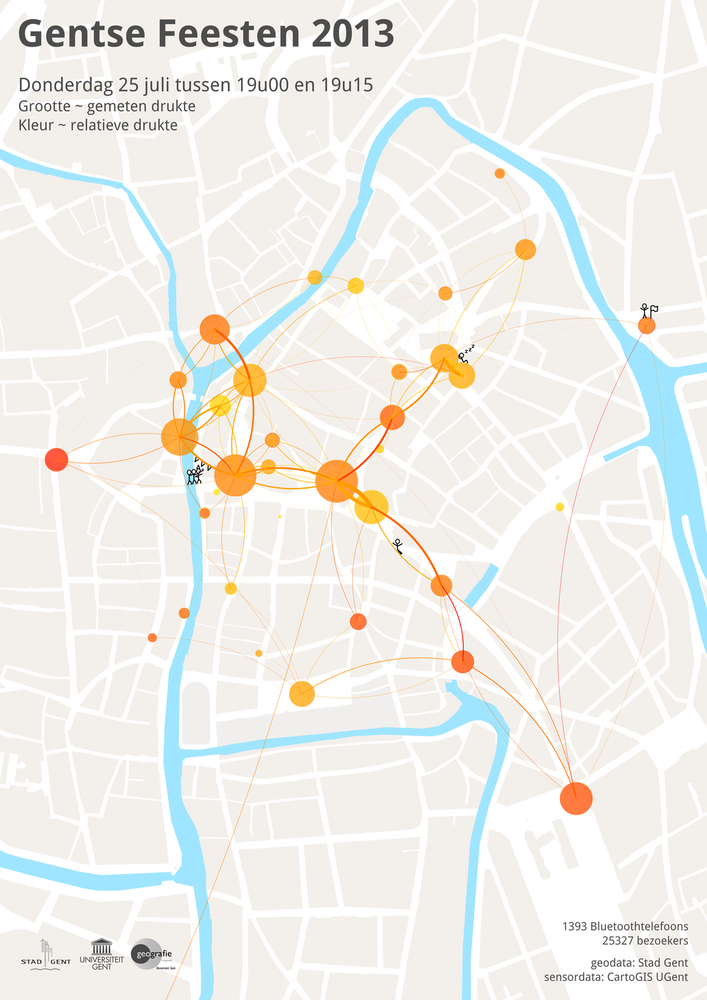 Gentse Feesten 2013
Donderdag 25 juli tussen 19u00 en 19u15
Grootte ~ gemeten drukte
Kleur ~ relatieve drukte
1393 Bluetoothtelefoons
25327 bezoekers
geodata: Stad Gent
sensordata: CartoGIS UGent
STAD GENT
UNIVERSITEIT
GENT
geografie